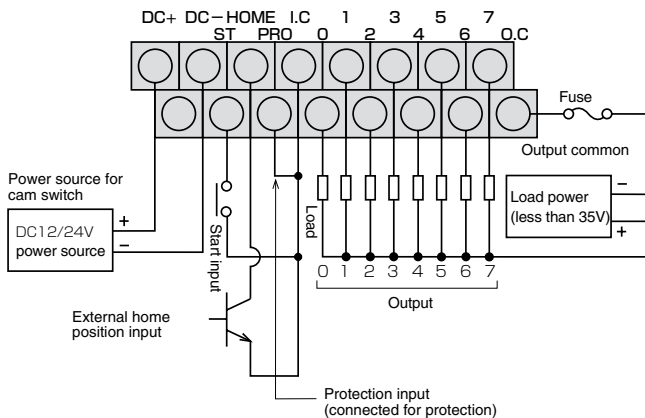 DC+ DC−HOME I.C 1 3 5 7
ST PRO 0 2 4 6 O.C
Fuse
Output common
Power source for
cam switch
+
DC12/24V
power source
−
Start input
Load
Load power
(less than 35V)
−
+
0 1 2 3 4 5 6 7
Output
External home
position input
Protection input
(connected for protection)